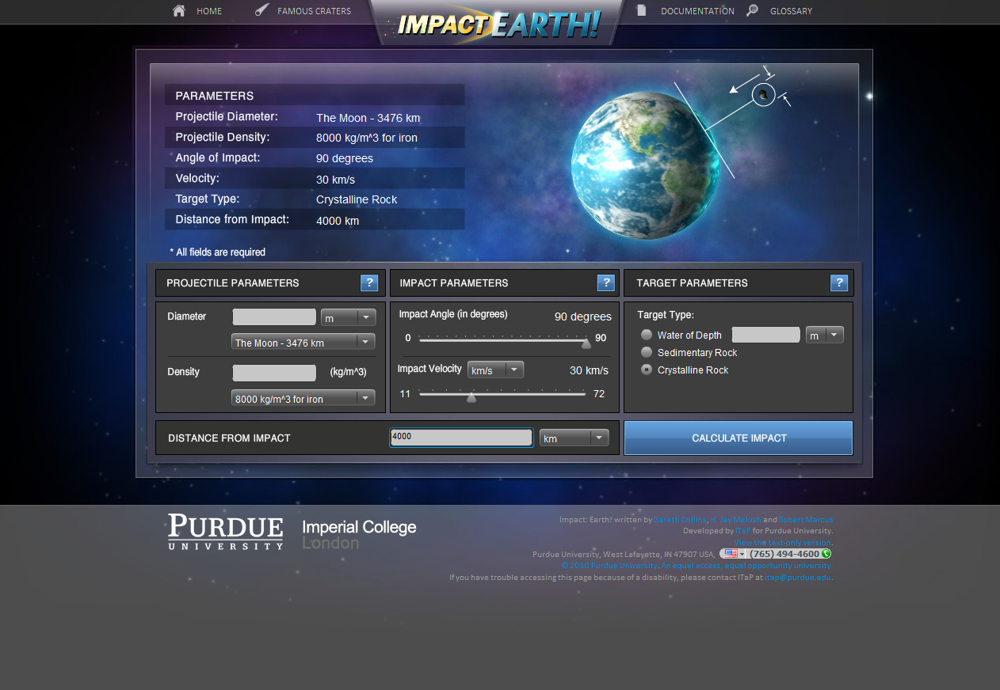 HOME
FAMOUS CRATERS
IMPACT EARTH!
DOCUMENTATION
GLOSSARY
PARAMETERS
Projectile Diameter: The Moon - 3476 km
Projectile Density: 8000 kg/m^3 for iron
Angle of Impact: 90 degrees
Velocity: 30 km/s
Target Type: Crystalline Rock
Distance from Impact: 4000 km
* All fields are required
PROJECTILE PARAMETERS ?
Diameter m
The Moon - 3476 km
Density (kg/m^3)
8000 kg/m^3 for iron
IMPACT PARAMETERS ?
Impact Angle (in degrees) 90 degrees
0 90
Impact Velocity km/s 30 km/s
11 72
TARGET PARAMETERS ?
Target Type:
Water of Depth m
Sedimentary Rock
Crystalline Rock
DISTANCE FROM IMPACT 4000 km
CALCULATE IMPACT
PURDUE
UNIVERSITY
Imperial College
London
Impact: Earth! written by Gareth Collins, H. Jay Melosh and Robert Marcus
Developed by ITaP for Purdue University.
View the text-only version.
Purdue University, West Lafayette, IN 47907 USA, (765) 494-4600
© 2010 Purdue University. An equal access, equal opportunity university.
If you have trouble accessing this page because of a disability, please contact ITaP at itap@purdue.edu.